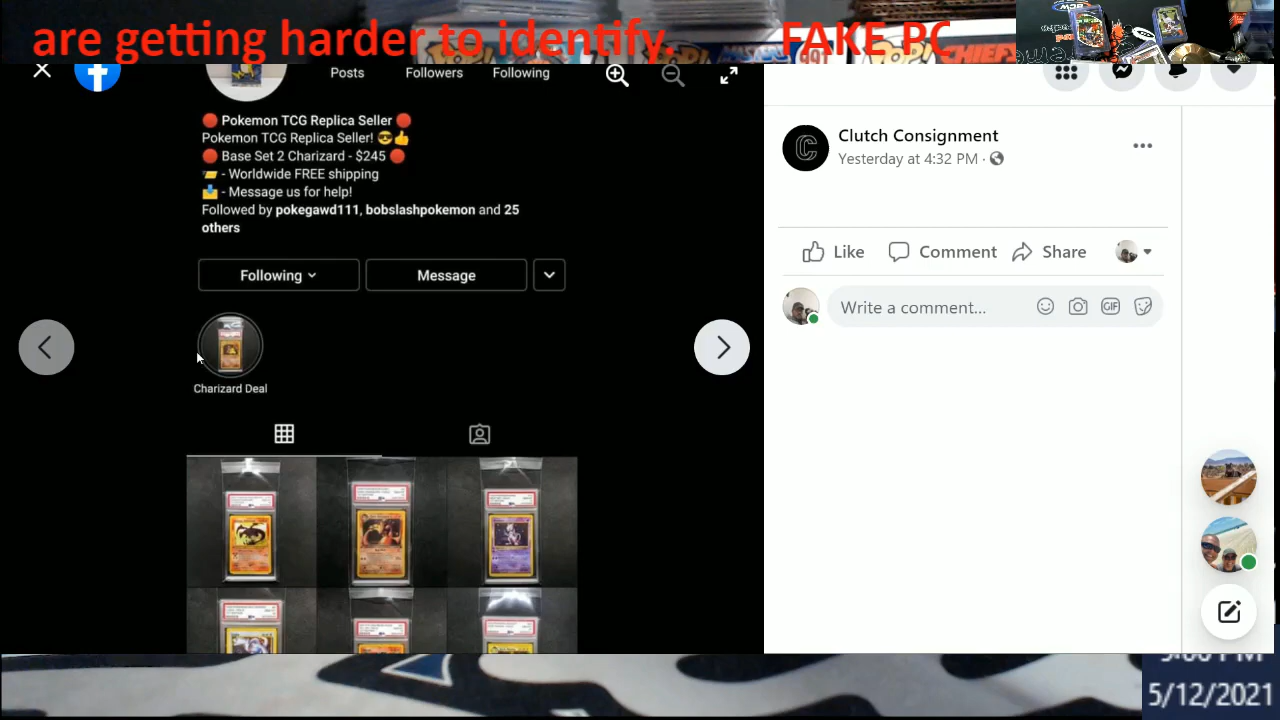 are getting harder to identify. FAKE PC
Posts Followers Following
🔴 Pokemon TCG Replica Seller 🔴
Pokemon TCG Replica Seller! 😎👍
🔴 Base Set 2 Charizard - $245 🔴
📨 - Worldwide FREE shipping
📩 - Message us for help!
Followed by pokegawd111, bobslashpokemon and 25
others
Following
Message
Charizard Deal
Clutch Consignment
Yesterday at 4:32 PM ·
Like Comment Share
Write a comment...
GIF
5/12/2021